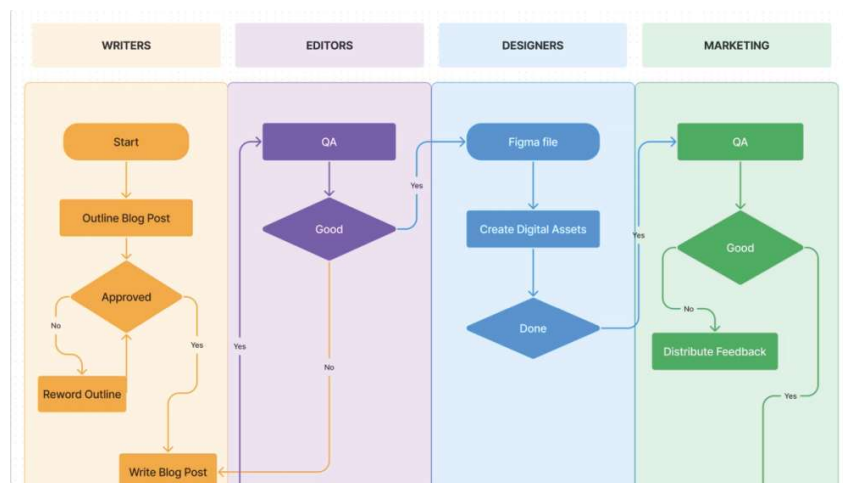 WRITERS
EDITORS
DESIGNERS
MARKETING
Start
QA
Figma file
QA
Yes
Outline Blog Post
Good
Create Digital Assets
Yes
Good
Approved
No
No
Done
Yes
Yes
Distribute Feedback
No
Reword Outline
Yes
Write Blog Post